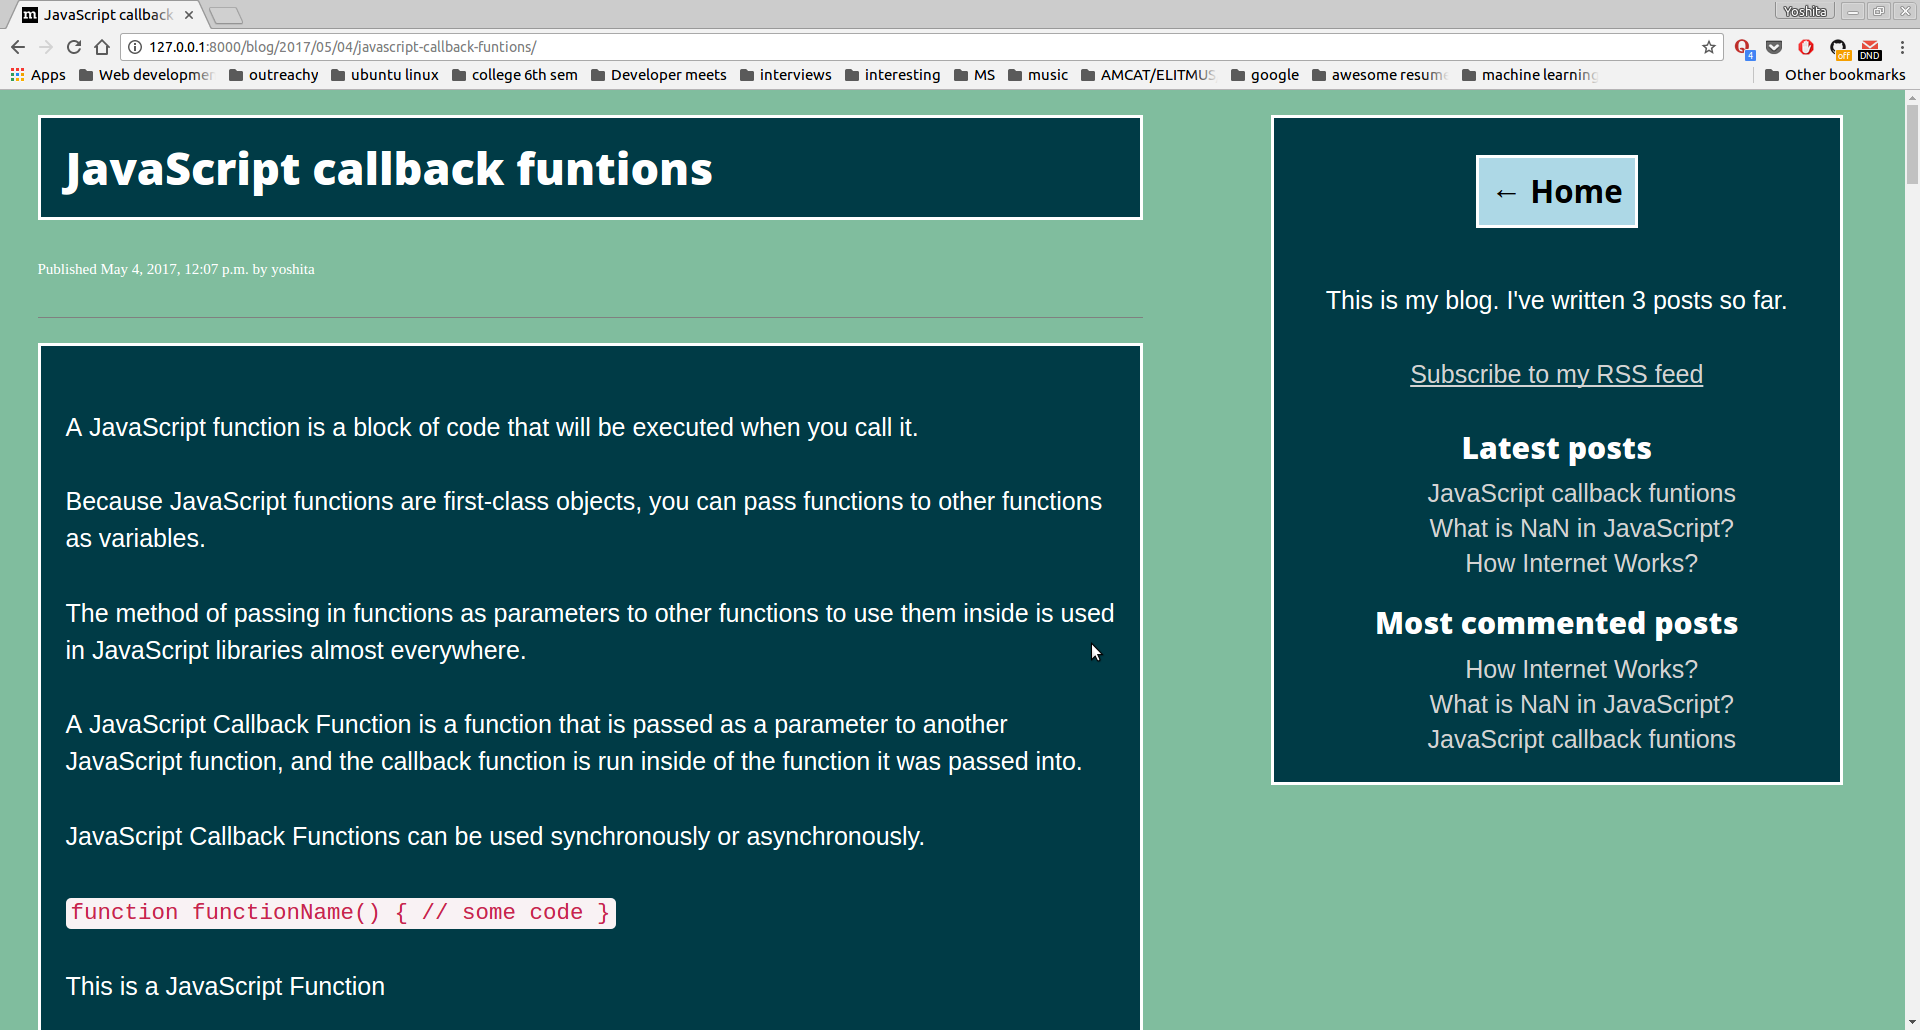 JavaScript callback
Yoshita
127.0.0.1:8000/blog/2017/05/04/javascript-callback-funtions/
4
off
DND
Apps
outreachy
ubuntu linux
college 6th sem
Developer meets
interviews
interesting
MS
music
AMCAT/ELITMUS
google
awesome resume
machine learning
Other bookmarks
JavaScript callback funtions
Published May 4, 2017, 12:07 p.m. by yoshita
A JavaScript function is a block of code that will be executed when you call it.
Because JavaScript functions are first-class objects, you can pass functions to other functions
as variables.
The method of passing in functions as parameters to other functions to use them inside is used
in JavaScript libraries almost everywhere.
A JavaScript Callback Function is a function that is passed as a parameter to another
JavaScript function, and the callback function is run inside of the function it was passed into.
JavaScript Callback Functions can be used synchronously or asynchronously.
function functionName() { // some code }
This is a JavaScript Function
← Home
This is my blog. I've written 3 posts so far.
Subscribe to my RSS feed
Latest posts
JavaScript callback funtions
What is NaN in JavaScript?
How Internet Works?
Most commented posts
How Internet Works?
What is NaN in JavaScript?
JavaScript callback funtions